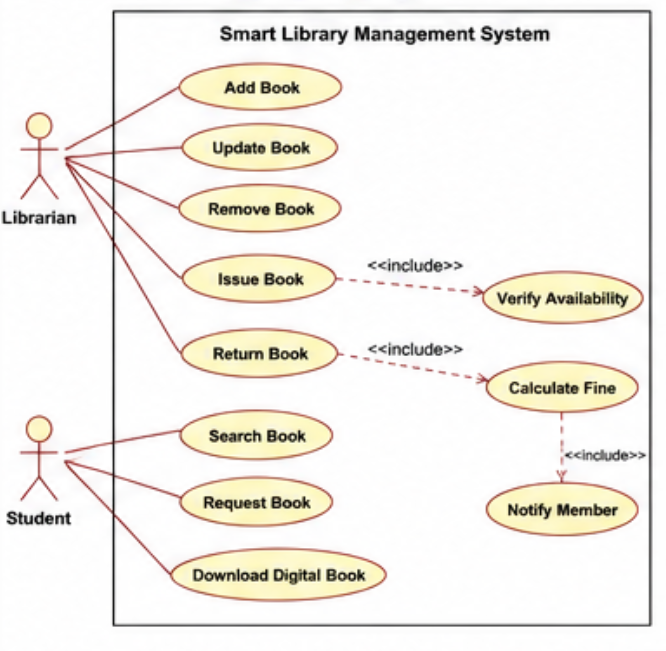 Smart Library Management System
Add Book
Update Book
Librarian
Remove Book
<<include>>
Issue Book
Verify Availability
<<include>>
Return Book
Calculate Fine
Search Book
<<include>>
Request Book
Notify Member
Student
Download Digital Book